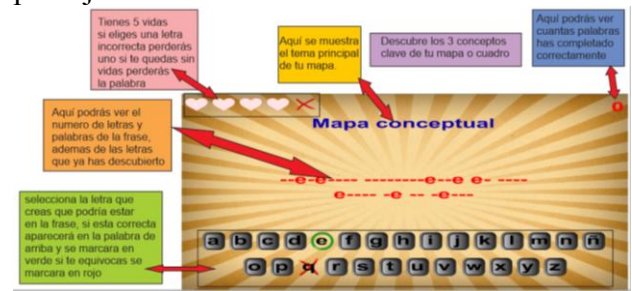 Tienes 5 vidas
si eliges una letra
incorrecta perderás
uno si te quedas sin
vidas perderás
la palabra
Aquí se muestra
el tema principal
de tu mapa.
Descubre los 3 conceptos
clave de tu mapa o cuadro
Aquí podrás ver
cuantas palabras
has completado
correctamente
0
Mapa conceptual
Aquí podrás ver el
numero de letras y
palabras de la frase,
ademas de las letras
que ya has descubierto
--e-e---- ---------e--e e- ----
e---- -e -- -e---
selecciona la letra que
creas que podría estar
en la frase, si esta correcta
aparecerá en la palabra de
arriba y se marcara en
verde si te equivocas se
marcara en rojo
a b c d e f g h i j k l m n ñ
o p q r s t u v w x y z